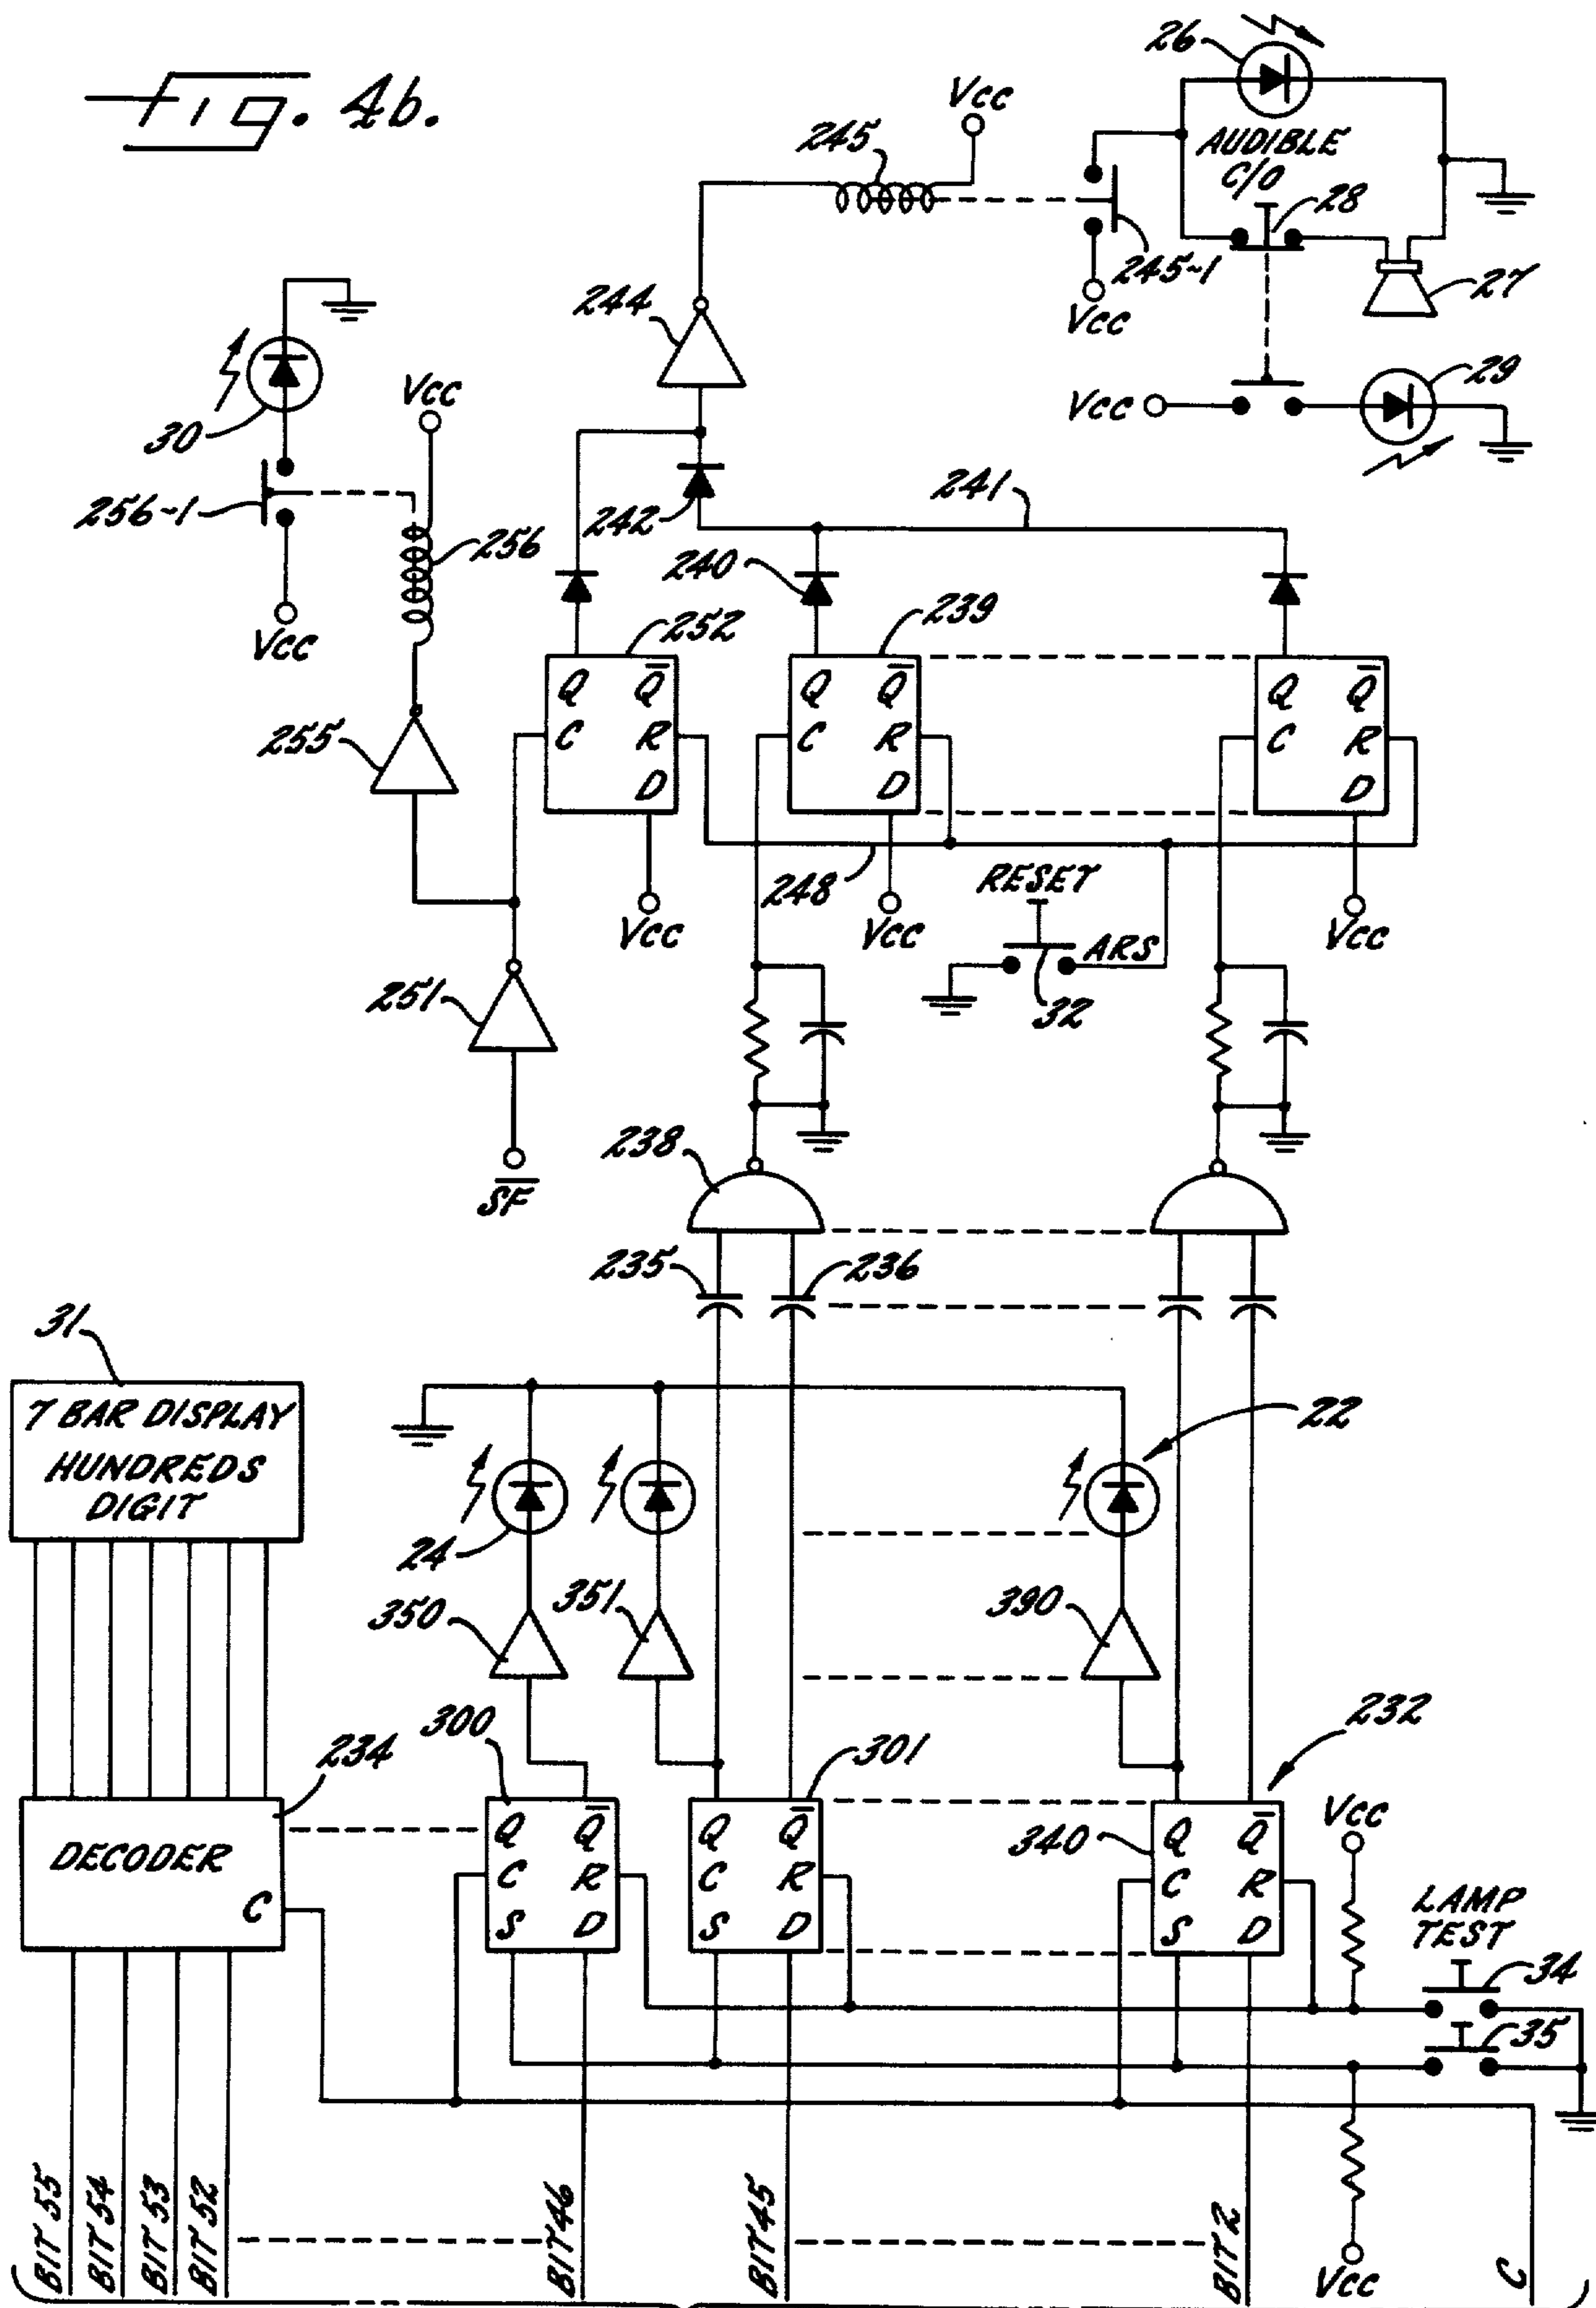 Fig. 4b.
26
Vcc
245
AUDIBLE
C/O
28
245-1
Vcc
27
244
30
Vcc
Vcc
29
256-1
242
241
256
240
Vcc
252
239
Q Q̅
C R
D
Q Q̅
C R
D
Q Q̅
C R
D
255
248
RESET
Vcc
Vcc
ARS
Vcc
251
32
238
S̅F̅
235
236
31
7 BAR DISPLAY
HUNDREDS
DIGIT
22
24
350
351
390
300
234
301
232
Vcc
DECODER
C
Q Q̅
C R
S D
Q Q̅
C R
S D
340
Q Q̅
C R
S D
LAMP
TEST
34
35
BIT 55
BIT 54
BIT 53
BIT 52
BIT 46
BIT 45
BIT 2
Vcc
C